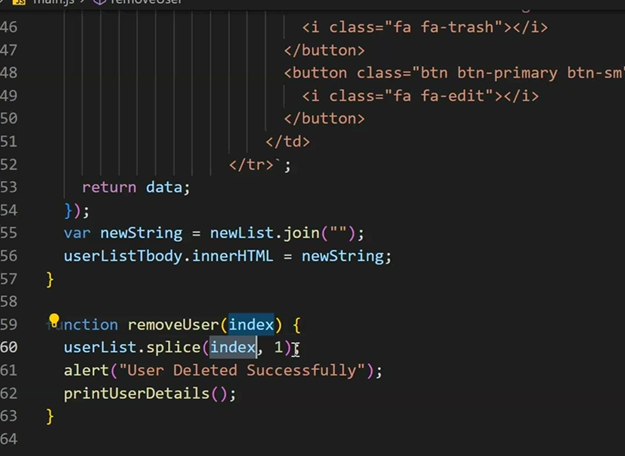 main.js removeUser
46 <i class="fa fa-trash"></i>
47 </button>
48 <button class="btn btn-primary btn-sm"
49 <i class="fa fa-edit"></i>
50 </button>
51 </td>
52 </tr>`;
53 return data;
54 });
55 var newString = newList.join("");
56 userListTbody.innerHTML = newString;
57 }
58
59 function removeUser(index) {
60 userList.splice(index, 1);
61 alert("User Deleted Successfully");
62 printUserDetails();
63 }
64